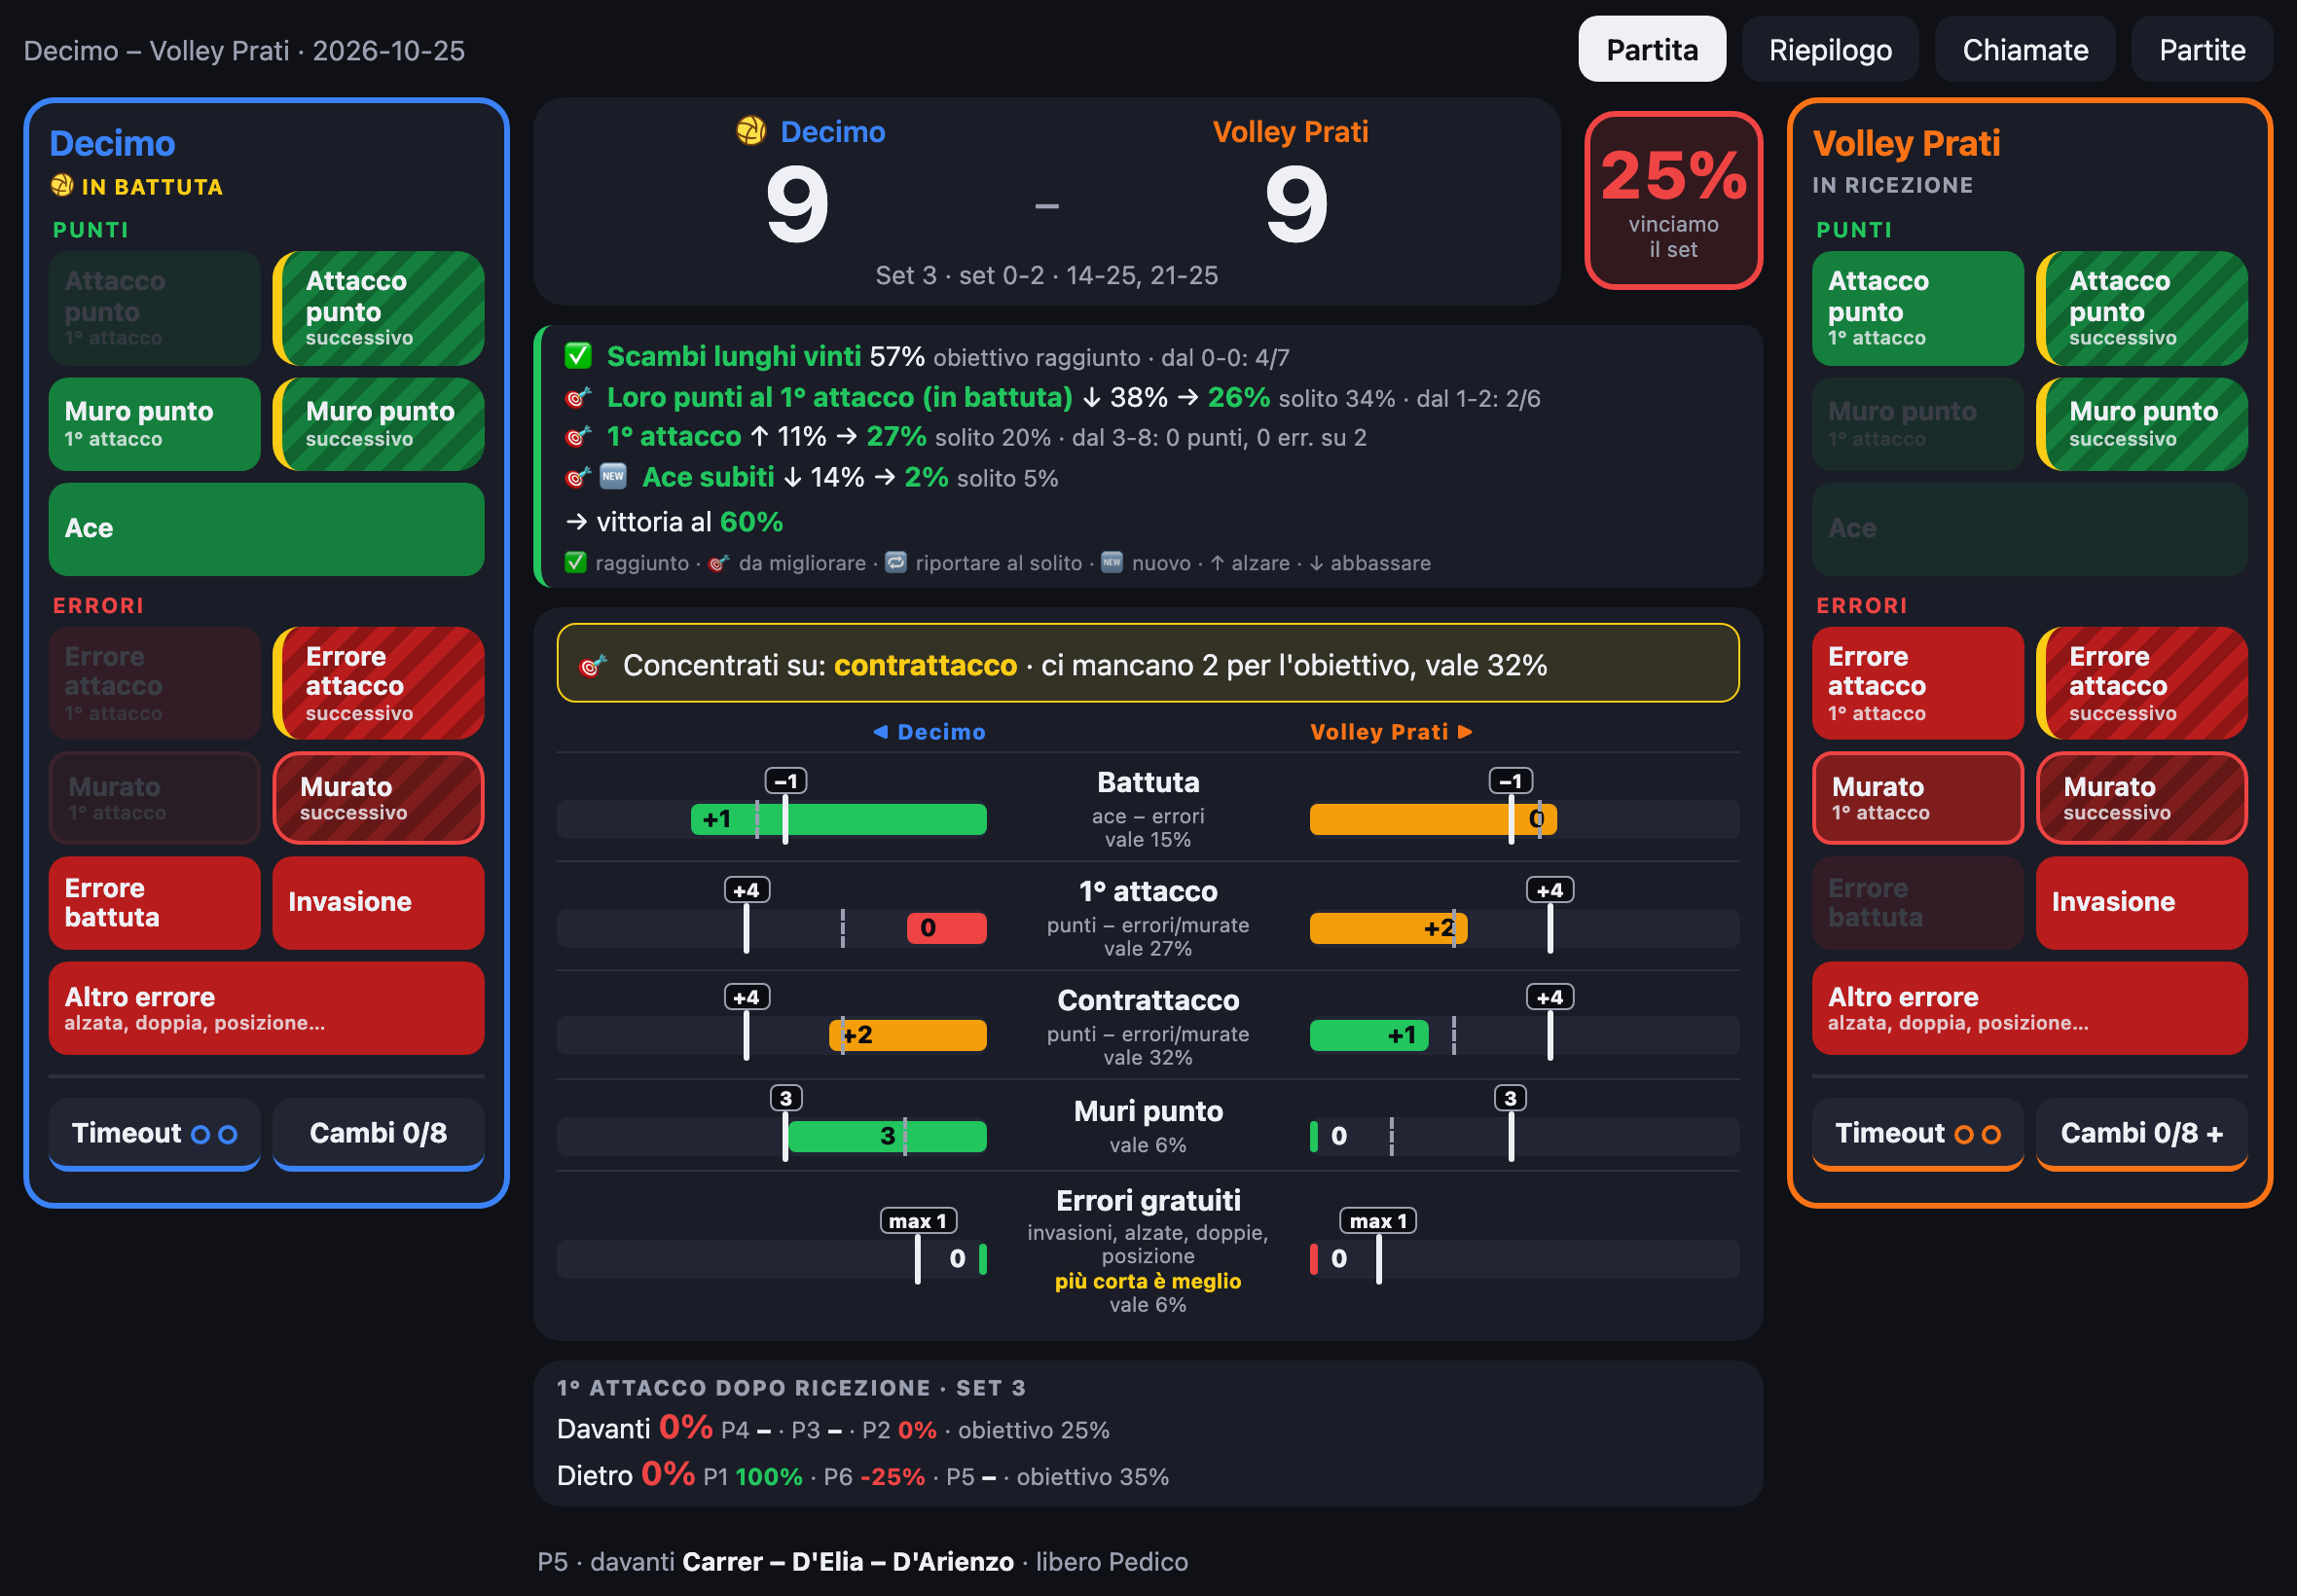 Decimo – Volley Prati · 2026-10-25
Partita
Riepilogo
Chiamate
Partite
Decimo
IN BATTUTA
PUNTI
Attacco
punto
1° attacco
Attacco
punto
successivo
Muro punto
1° attacco
Muro punto
successivo
Ace
ERRORI
Errore
attacco
1° attacco
Errore
attacco
successivo
Murato
1° attacco
Murato
successivo
Errore
battuta
Invasione
Altro errore
alzata, doppia, posizione...
Timeout
Cambi 0/8
Decimo
Volley Prati
9 – 9
Set 3 · set 0-2 · 14-25, 21-25
25%
vinciamo
il set
Scambi lunghi vinti 57% obiettivo raggiunto · dal 0-0: 4/7
Loro punti al 1° attacco (in battuta) ↓ 38% → 26% solito 34% · dal 1-2: 2/6
1° attacco ↑ 11% → 27% solito 20% · dal 3-8: 0 punti, 0 err. su 2
NEW Ace subiti ↓ 14% → 2% solito 5%
→ vittoria al 60%
✅ raggiunto · 🎯 da migliorare · 🔁 riportare al solito · 🆕 nuovo · ↑ alzare · ↓ abbassare
Concentrati su: contrattacco · ci mancano 2 per l'obiettivo, vale 32%
◀ Decimo
Volley Prati ▶
−1
+1
Battuta
ace – errori
vale 15%
−1
0
+4
0
1° attacco
punti – errori/murate
vale 27%
+4
+2
+4
+2
Contrattacco
punti – errori/murate
vale 32%
+4
+1
3
3
Muri punto
vale 6%
3
0
max 1
0
Errori gratuiti
invasioni, alzate, doppie,
posizione
più corta è meglio
vale 6%
max 1
0
1° ATTACCO DOPO RICEZIONE · SET 3
Davanti 0% P4 – · P3 – · P2 0% · obiettivo 25%
Dietro 0% P1 100% · P6 -25% · P5 – · obiettivo 35%
P5 · davanti Carrer – D'Elia – D'Arienzo · libero Pedico
Volley Prati
IN RICEZIONE
PUNTI
Attacco
punto
1° attacco
Attacco
punto
successivo
Muro punto
1° attacco
Muro punto
successivo
Ace
ERRORI
Errore
attacco
1° attacco
Errore
attacco
successivo
Murato
1° attacco
Murato
successivo
Errore
battuta
Invasione
Altro errore
alzata, doppia, posizione...
Timeout
Cambi 0/8 +